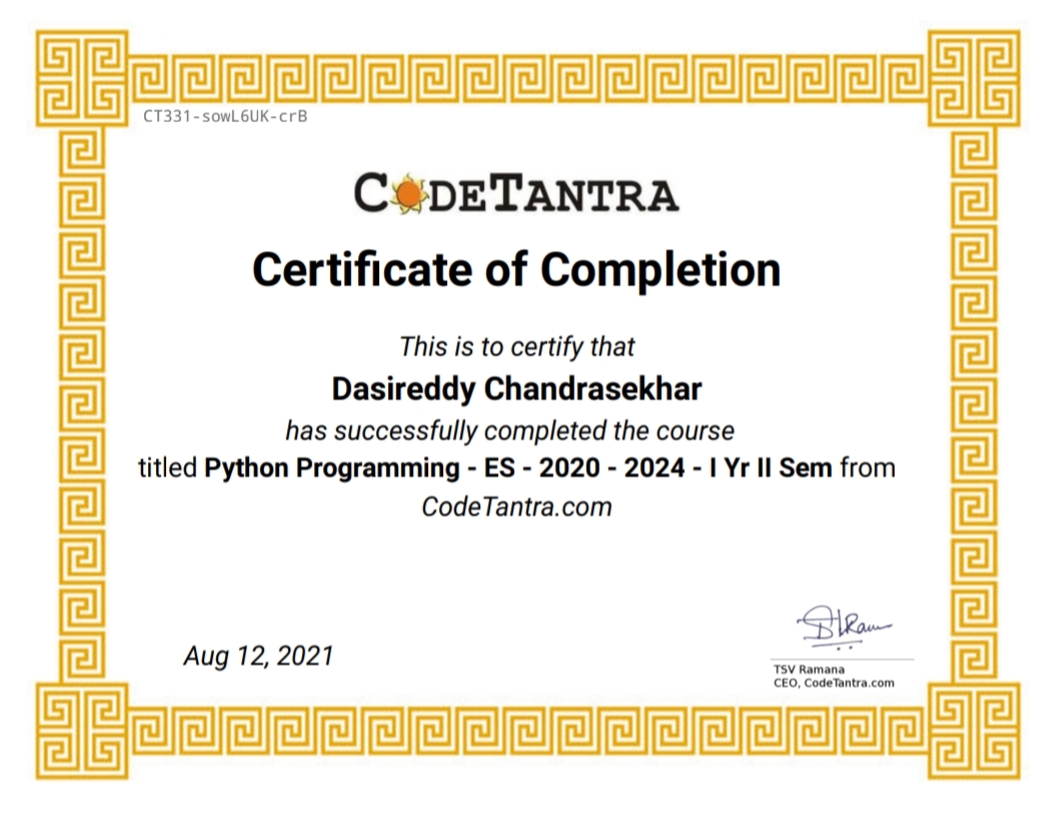 CT331-sowL6UK-crB
CODETANTRA
Certificate of Completion
This is to certify that
Dasireddy Chandrasekhar
has successfully completed the course
titled Python Programming - ES - 2020 - 2024 - I Yr II Sem from
CodeTantra.com
Aug 12, 2021
TSV Ramana
CEO, CodeTantra.com